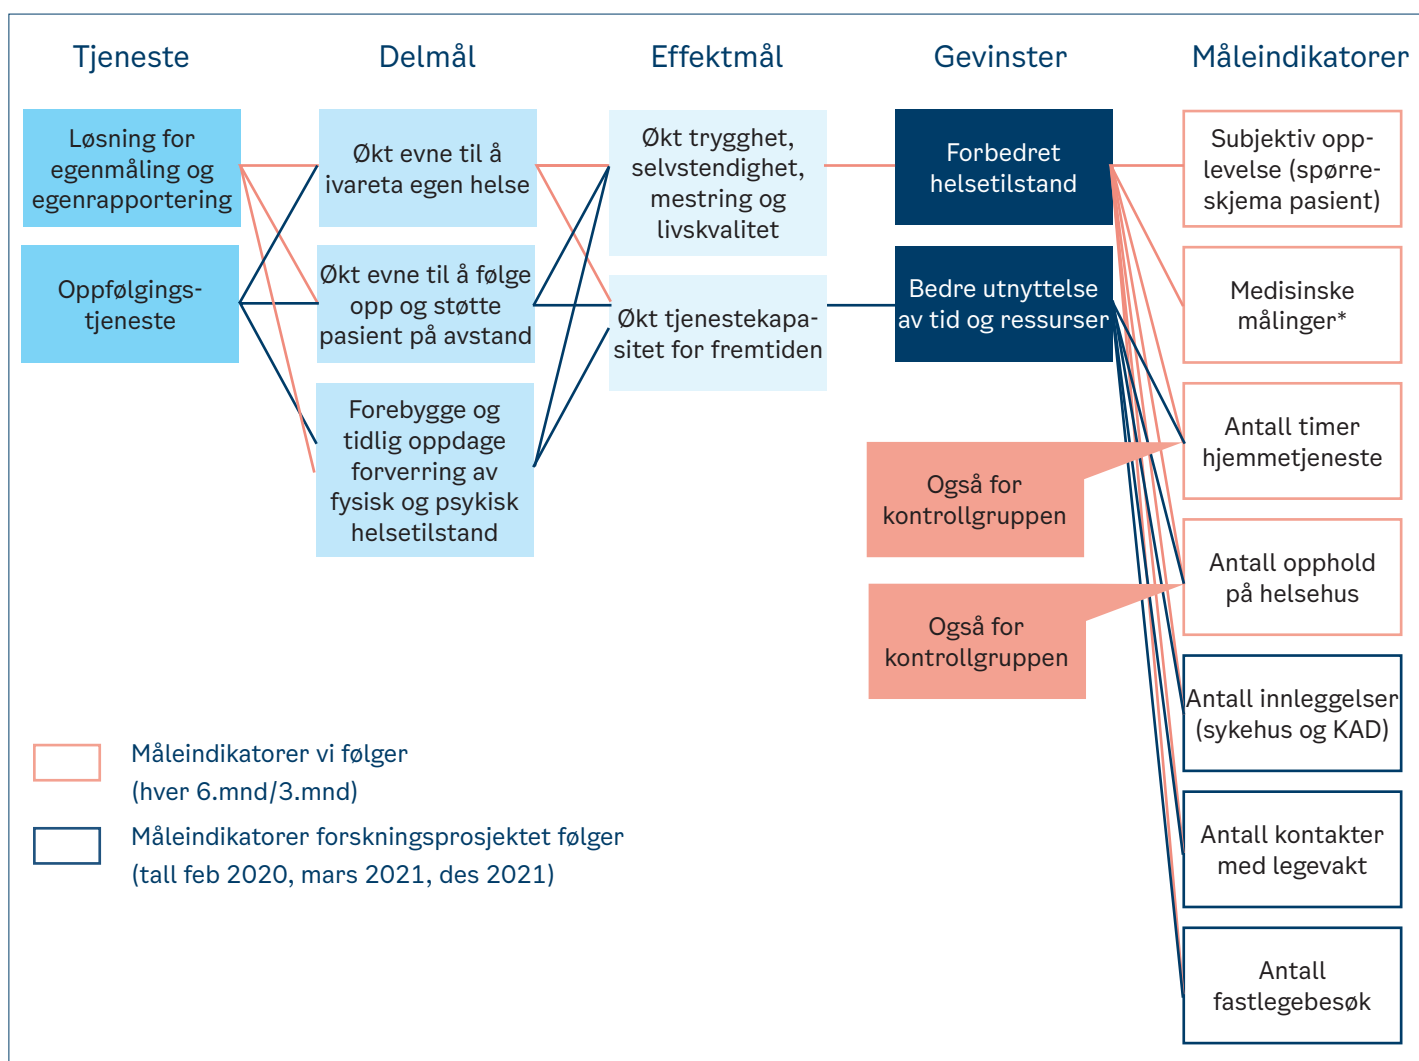 Tjeneste
Delmål
Effektmål
Gevinster
Måleindikatorer
Løsning for
egenmåling og
egenrapportering
Oppfølgings-
tjeneste
Økt evne til å
ivareta egen helse
Økt evne til å følge
opp og støtte
pasient på avstand
Forebygge og
tidlig oppdage
forverring av
fysisk og psykisk
helsetilstand
Økt trygghet,
selvstendighet,
mestring og
livskvalitet
Økt tjenestekapa-
sitet for fremtiden
Forbedret
helsetilstand
Bedre utnyttelse
av tid og ressurser
Også for
kontrollgruppen
Også for
kontrollgruppen
Subjektiv opp-
levelse (spørre-
skjema pasient)
Medisinske
målinger*
Antall timer
hjemmetjeneste
Antall opphold
på helsehus
Antall innleggelser
(sykehus og KAD)
Antall kontakter
med legevakt
Antall
fastlegebesøk
Måleindikatorer vi følger
(hver 6.mnd/3.mnd)
Måleindikatorer forskningsprosjektet følger
(tall feb 2020, mars 2021, des 2021)